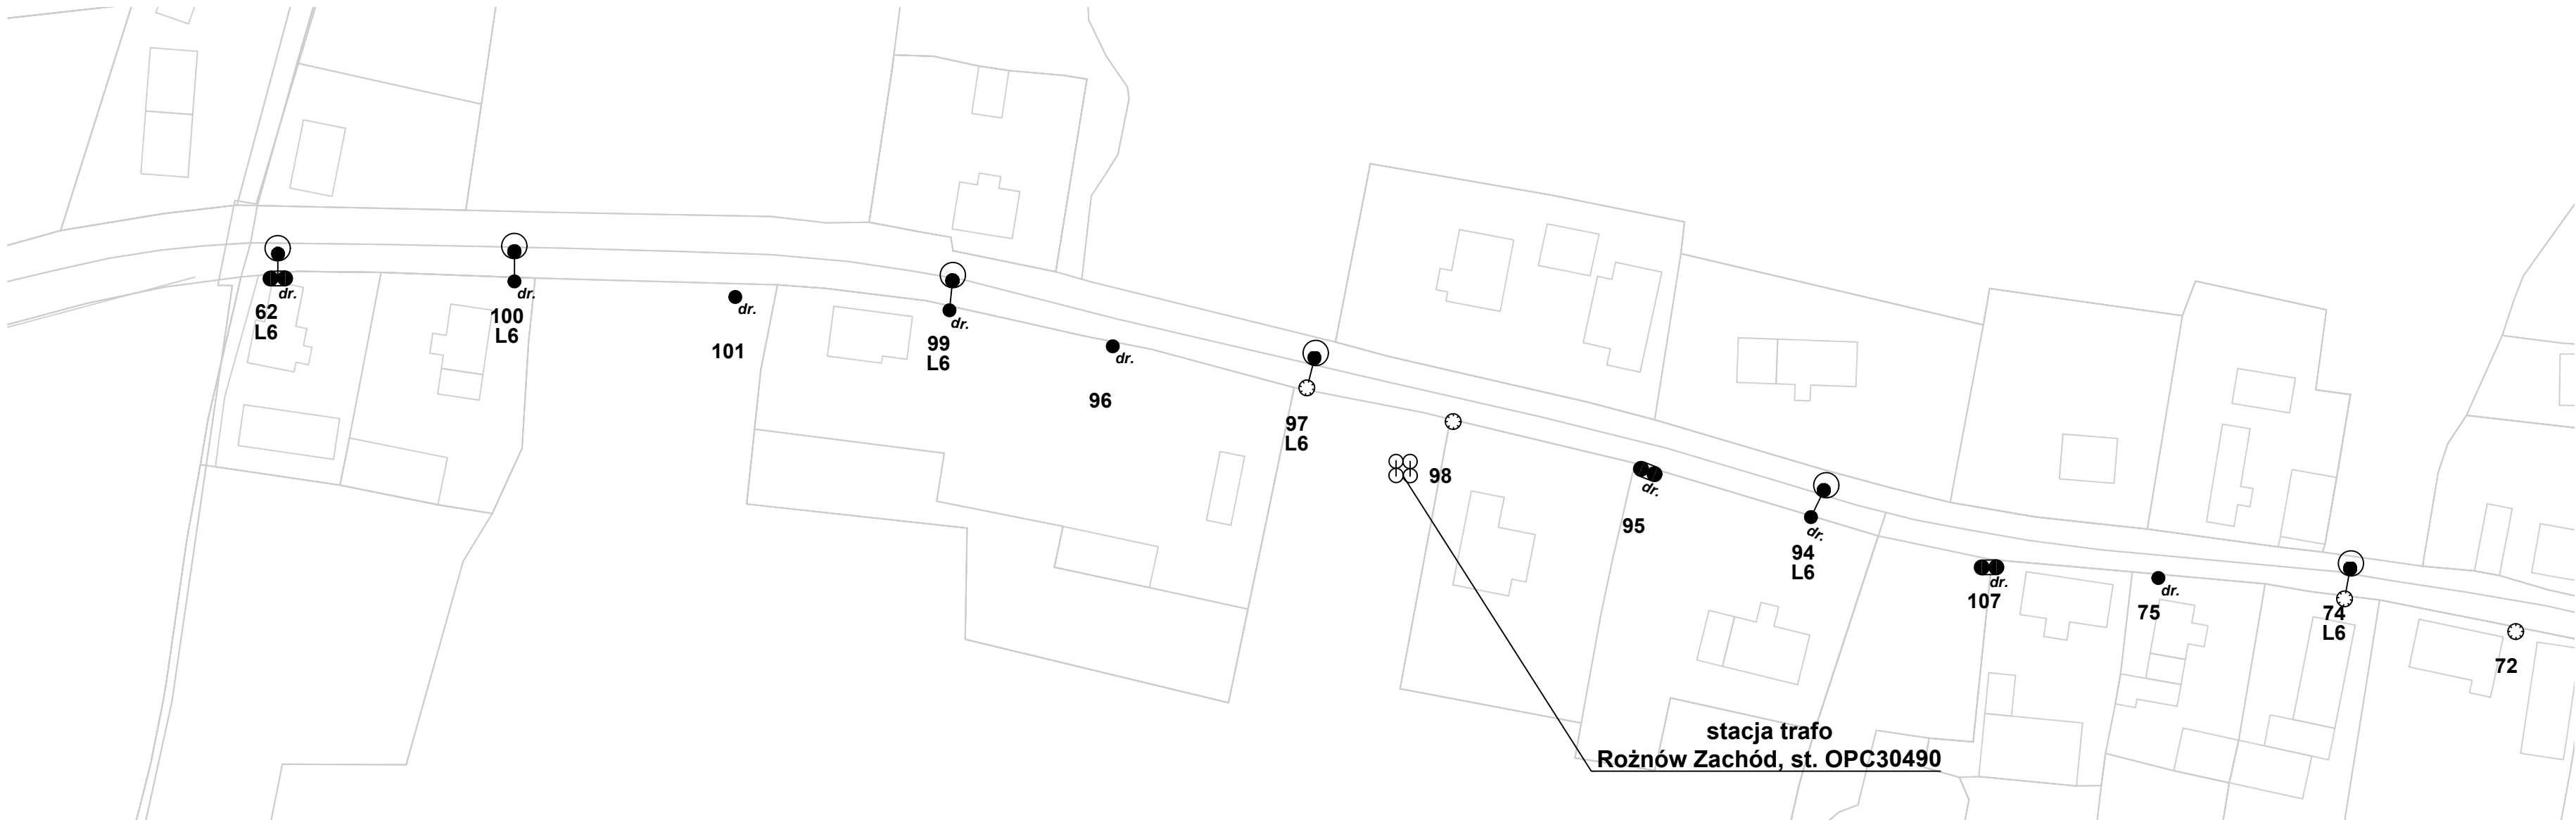 dr.
62
L6
dr.
100
L6
dr.
101
dr.
99
L6
dr.
96
97
L6
98
dr.
95
dr.
94
L6
dr.
107
dr.
75
74
L6
72
stacja trafo
Rożnów Zachód, st. OPC30490